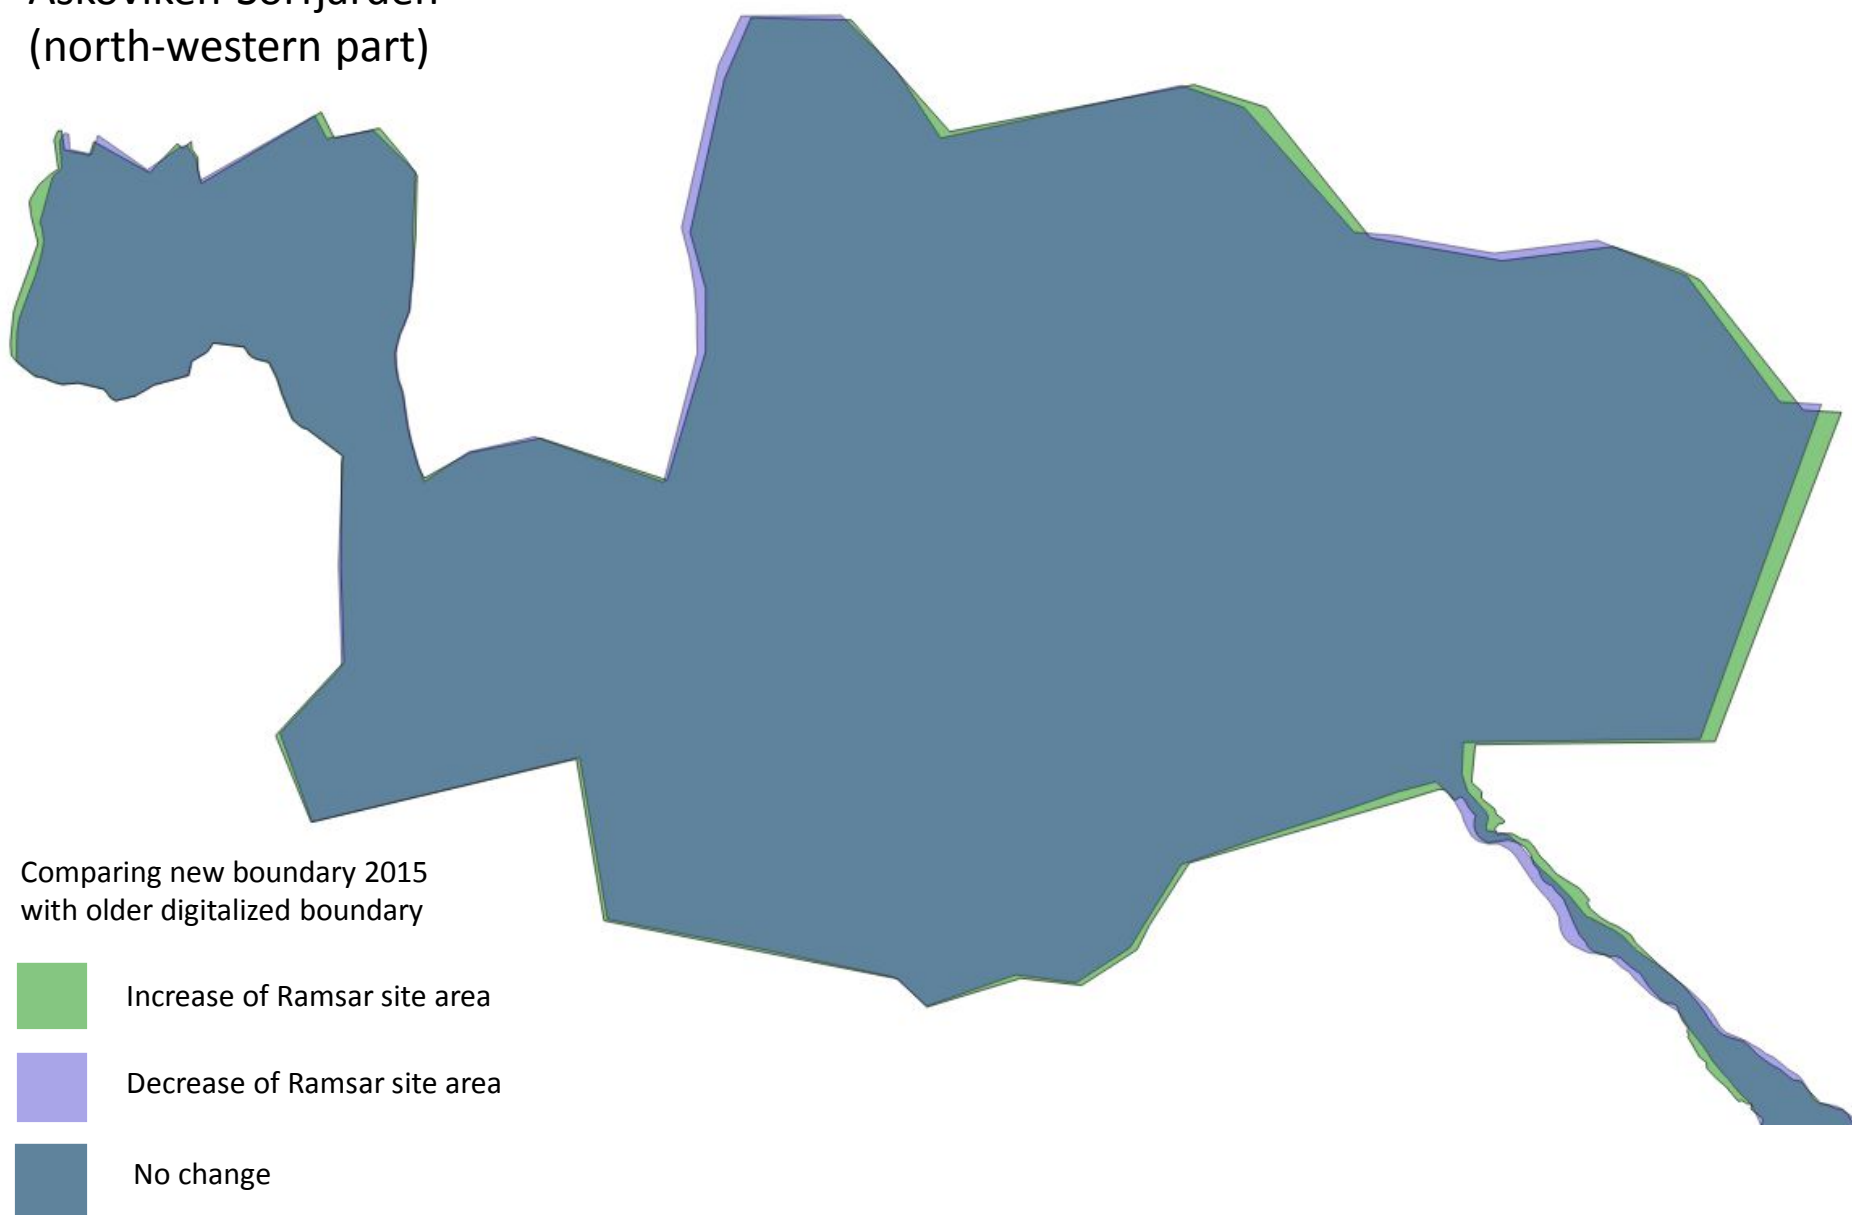 (north-western part)
Comparing new boundary 2015
with older digitalized boundary
Increase of Ramsar site area
Decrease of Ramsar site area
No change